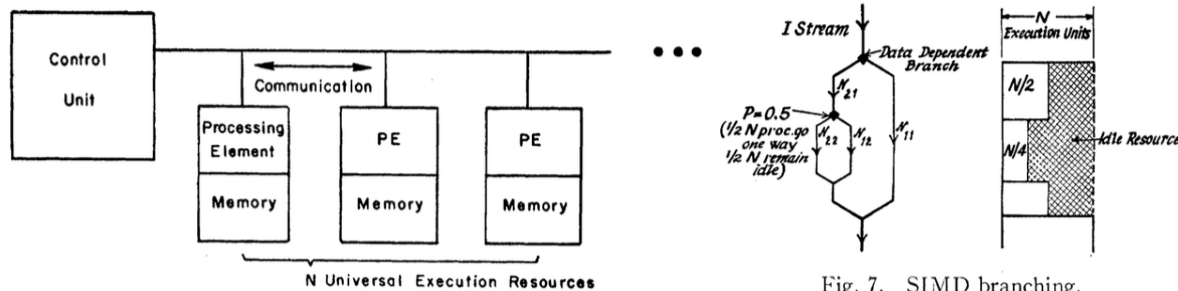 Control
Unit
Communication
Processing
Element
Memory
PE
Memory
PE
Memory
N Universal Execution Resources
I Stream
Data Dependent
Branch
N21
P=0.5
(1/2 N proc. go
one way
1/2 N remain
idle)
N22
N12
N11
N
Execution Units
N/2
N/4
Idle Resource
Fig. 7. SIMD branching.